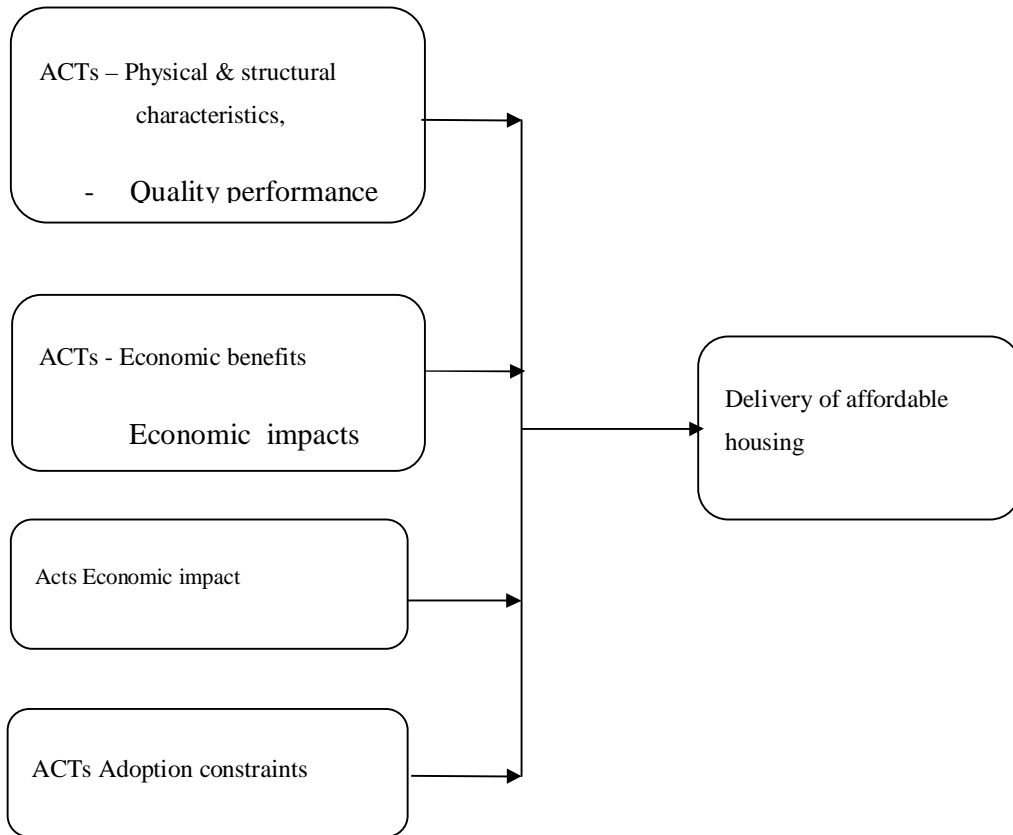 ACTs – Physical & structural
characteristics,
- Quality performance
ACTs - Economic benefits
Economic impacts
Delivery of affordable
housing
Acts Economic impact
ACTs Adoption constraints